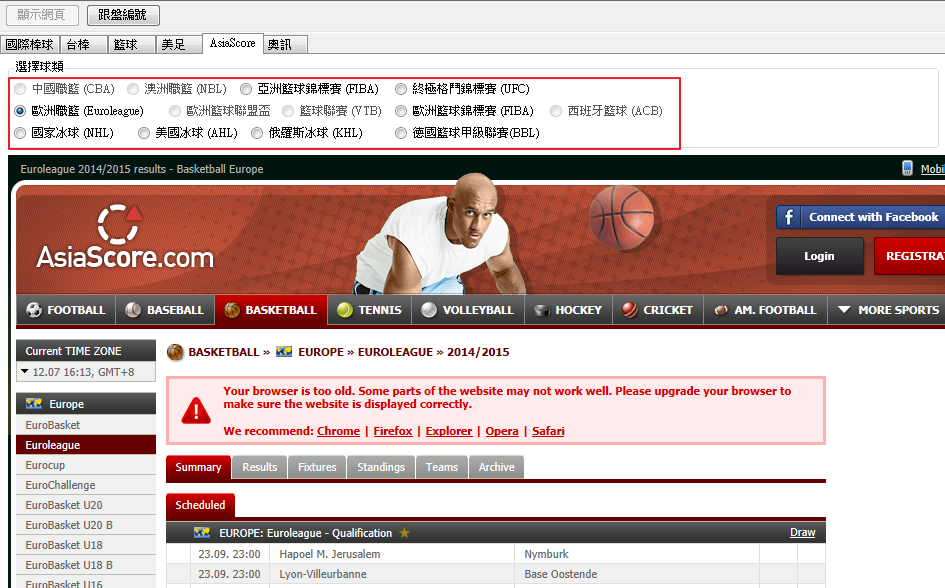 顯示網頁 跟盤編號
國際棒球 台棒 籃球 美足 AsiaScore 奧訊
選擇球類
中國職籃 (CBA) 澳洲職籃 (NBL) 亞洲籃球錦標賽 (FIBA) 終極格鬥錦標賽 (UFC)
歐洲職籃 (Euroleague) 歐洲籃球聯盟盃 籃球聯賽 (VTB) 歐洲籃球錦標賽 (FIBA) 西班牙籃球 (ACB)
國家冰球 (NHL) 美國冰球 (AHL) 俄羅斯冰球 (KHL) 德國籃球甲級聯賽(BBL)
Euroleague 2014/2015 results - Basketball Europe Mobi
AsiaScore.com
f Connect with Facebook
Login REGISTRA
FOOTBALL BASEBALL BASKETBALL TENNIS VOLLEYBALL HOCKEY CRICKET AM. FOOTBALL MORE SPORTS
Current TIME ZONE
12.07 16:13, GMT+8
BASKETBALL » EUROPE » EUROLEAGUE » 2014/2015
Your browser is too old. Some parts of the website may not work well. Please upgrade your browser to
make sure the website is displayed correctly.
We recommend: Chrome | Firefox | Explorer | Opera | Safari
Europe
EuroBasket
Euroleague
Eurocup
EuroChallenge
EuroBasket U20
EuroBasket U20 B
EuroBasket U18
EuroBasket U18 B
EuroBasket U16
Summary Results Fixtures Standings Teams Archive
Scheduled
EUROPE: Euroleague - Qualification Draw
23.09. 23:00 Hapoel M. Jerusalem Nymburk
23.09. 23:00 Lyon-Villeurbanne Base Oostende